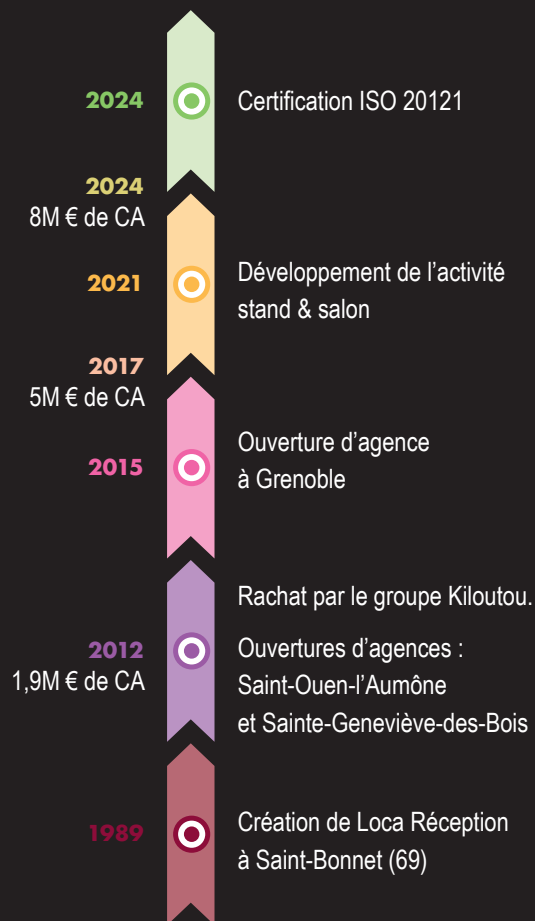 2024
Certification ISO 20121
2024
8M € de CA
2021
Développement de l’activité
stand & salon
2017
5M € de CA
2015
Ouverture d’agence
à Grenoble
2012
1,9M € de CA
Rachat par le groupe Kiloutou.
Ouvertures d’agences :
Saint-Ouen-l’Aumône
et Sainte-Geneviève-des-Bois
1989
Création de Loca Réception
à Saint-Bonnet (69)